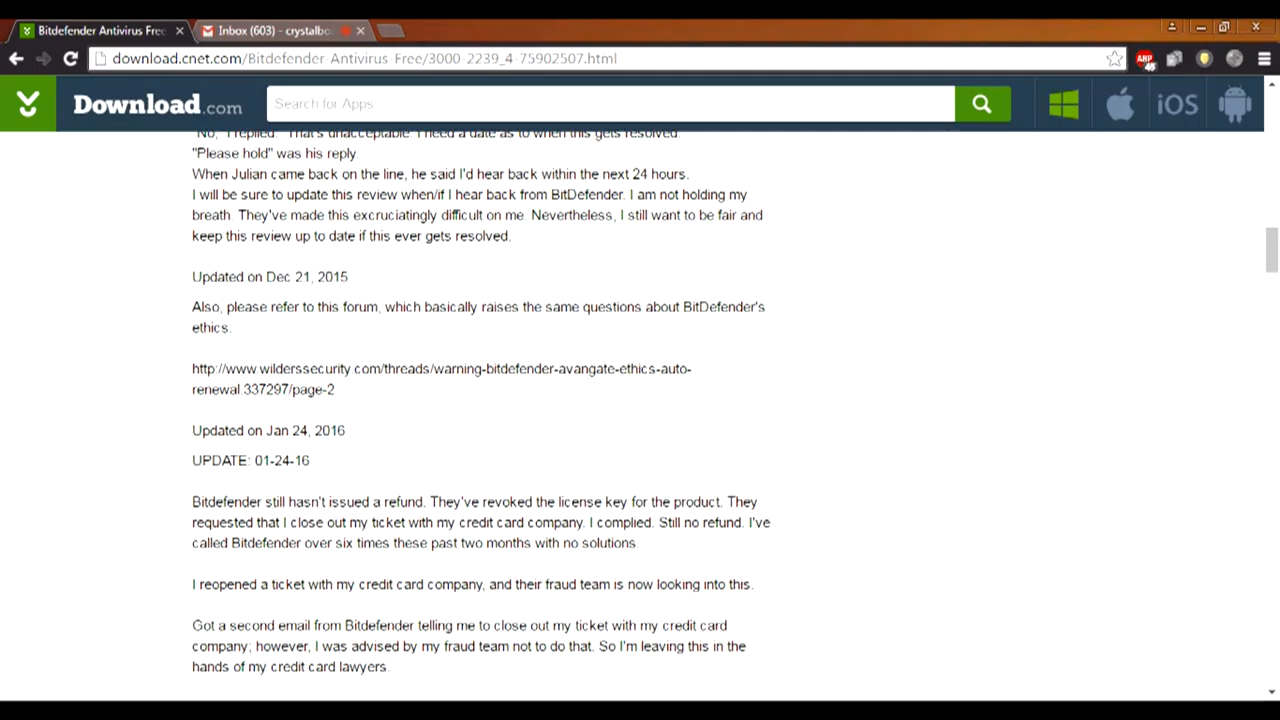 Bitdefender Antivirus Free
Inbox (603) - crystalbo
download.cnet.com/Bitdefender-Antivirus-Free/3000-2239_4-75902507.html
ABP
46
Download.com
Search for Apps
iOS
"No," I replied" "That's unacceptable. I need a date as to when this gets resolved.
"Please hold" was his reply.
When Julian came back on the line, he said I'd hear back within the next 24 hours.
I will be sure to update this review when/if I hear back from BitDefender. I am not holding my
breath. They've made this excruciatingly difficult on me. Nevertheless, I still want to be fair and
keep this review up to date if this ever gets resolved.
Updated on Dec 21, 2015
Also, please refer to this forum, which basically raises the same questions about BitDefender's
ethics.
http://www.wilderssecurity.com/threads/warning-bitdefender-avangate-ethics-auto-
renewal.337297/page-2
Updated on Jan 24, 2016
UPDATE: 01-24-16
Bitdefender still hasn't issued a refund. They've revoked the license key for the product. They
requested that I close out my ticket with my credit card company. I complied. Still no refund. I've
called Bitdefender over six times these past two months with no solutions.
I reopened a ticket with my credit card company, and their fraud team is now looking into this.
Got a second email from Bitdefender telling me to close out my ticket with my credit card
company; however, I was advised by my fraud team not to do that. So I'm leaving this in the
hands of my credit card lawyers.